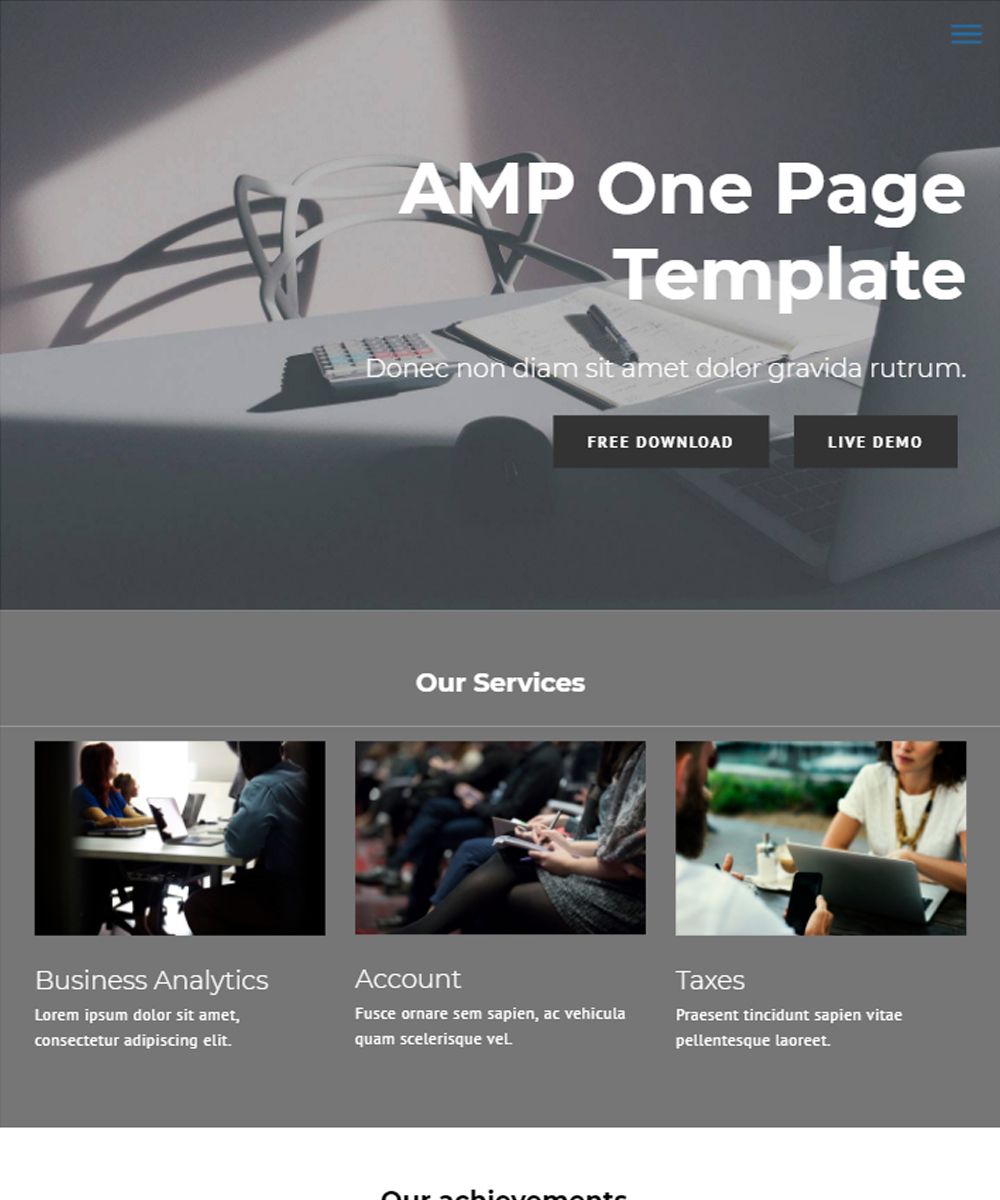 AMP One Page
Template
Donec non diam sit amet dolor gravida rutrum.
FREE DOWNLOAD
LIVE DEMO
Our Services
Business Analytics
Lorem ipsum dolor sit amet,
consectetur adipiscing elit.
Account
Fusce ornare sem sapien, ac vehicula
quam scelerisque vel.
Taxes
Praesent tincidunt sapien vitae
pellentesque laoreet.
Our achievements